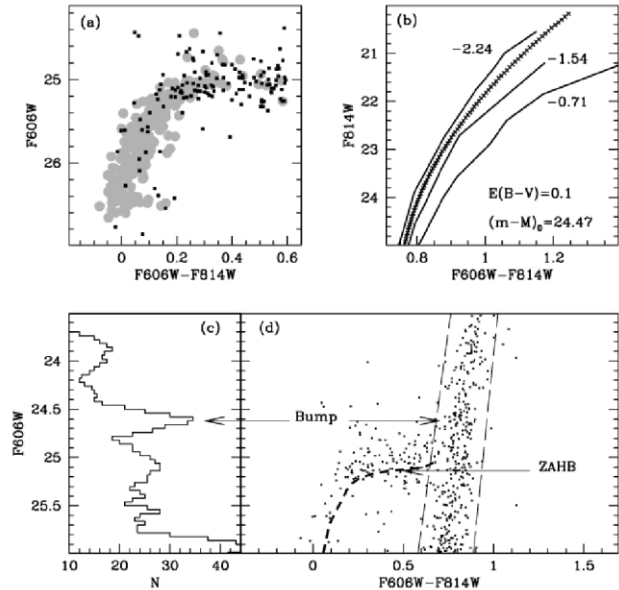 (a)
F606W
25
26
0
0.2
0.4
0.6
F606W−F814W
(b)
F814W
21
22
23
24
−2.24
−1.54
−0.71
E(B−V)=0.1
(m−M)₀=24.47
0.8
1
1.2
F606W−F814W
(c)
F606W
24
24.5
25
25.5
10
20
30
40
N
(d)
Bump
ZAHB
0
0.5
1
1.5
F606W−F814W